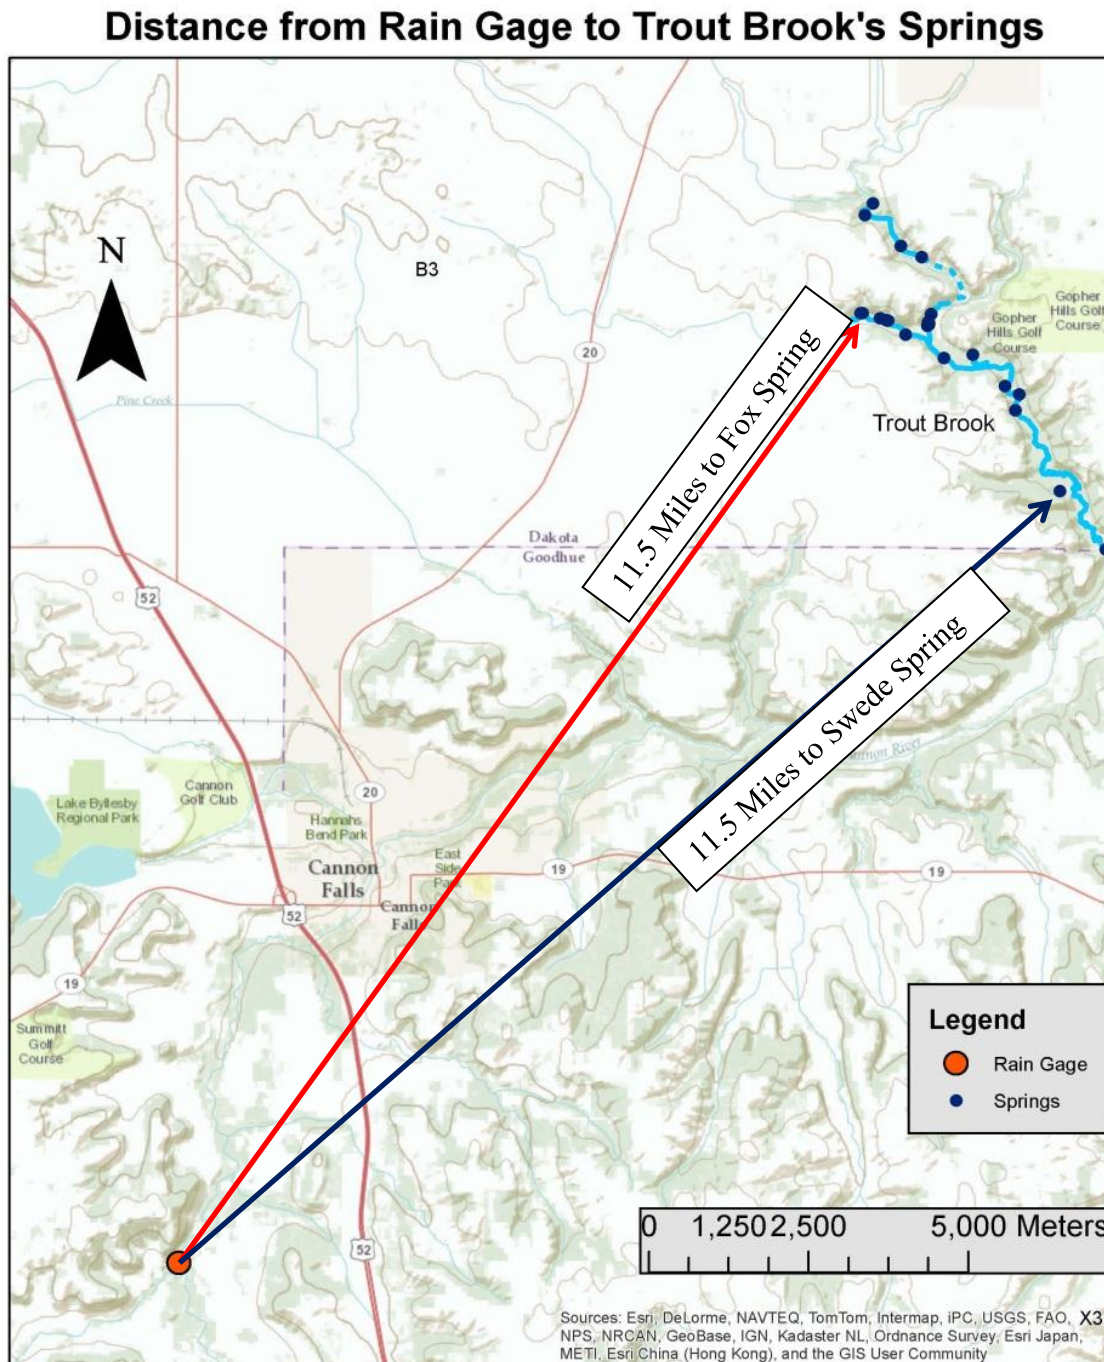 Distance from Rain Gage to Trout Brook's Springs
N
B3
20
Gopher
Hills Golf
Course
Gopher
Hills Golf
Course
Pine Creek
Trout Brook
11.5 Miles to Fox Spring
Dakota
Goodhue
52
11.5 Miles to Swede Spring
Lake Byllesby
Regional Park
Cannon
Golf Club
20
Hannahs
Bend Park
Cannon
Falls
East
Side
Park
19
19
52
Cannon
Falls
19
Summitt
Golf
Course
Legend
Rain Gage
Springs
52
0 1,250 2,500 5,000 Meters
Sources: Esri, DeLorme, NAVTEQ, TomTom, Intermap, iPC, USGS, FAO, X3
NPS, NRCAN, GeoBase, IGN, Kadaster NL, Ordnance Survey, Esri Japan,
METI, Esri China (Hong Kong), and the GIS User Community